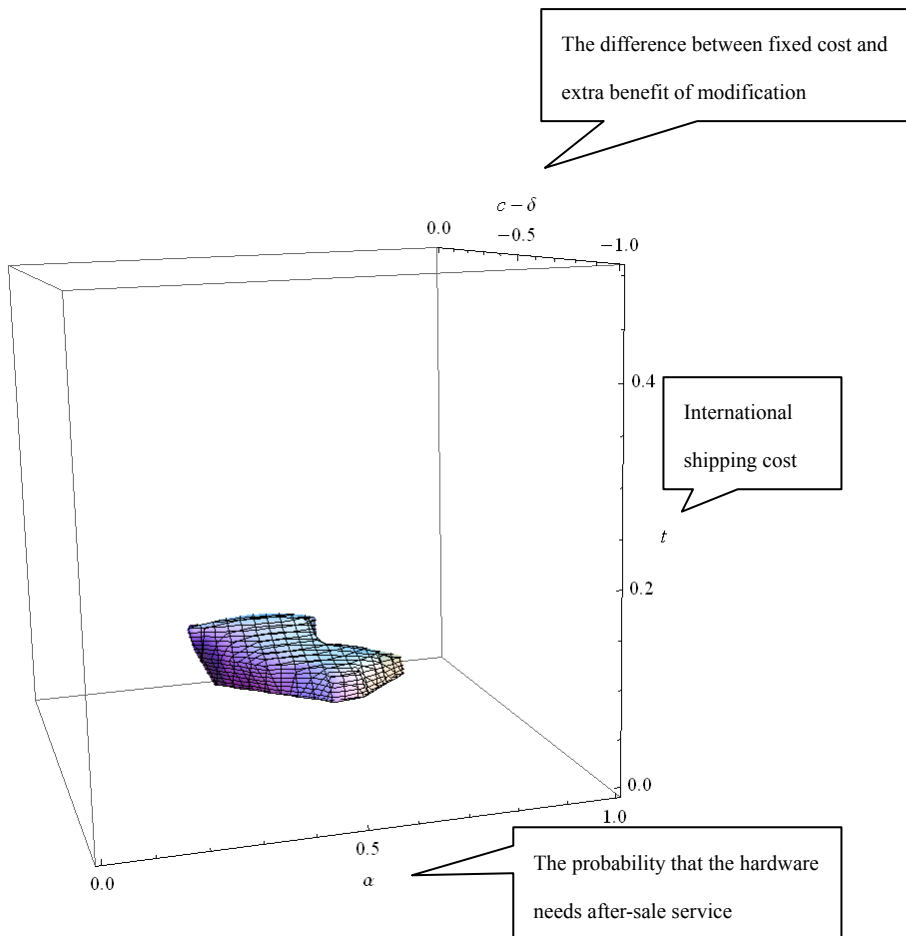 The difference between fixed cost and
extra benefit of modification
c − δ
0.0
−0.5
−1.0
0.4
International
shipping cost
t
0.2
0.0
1.0
0.5
0.0
α
The probability that the hardware
needs after-sale service